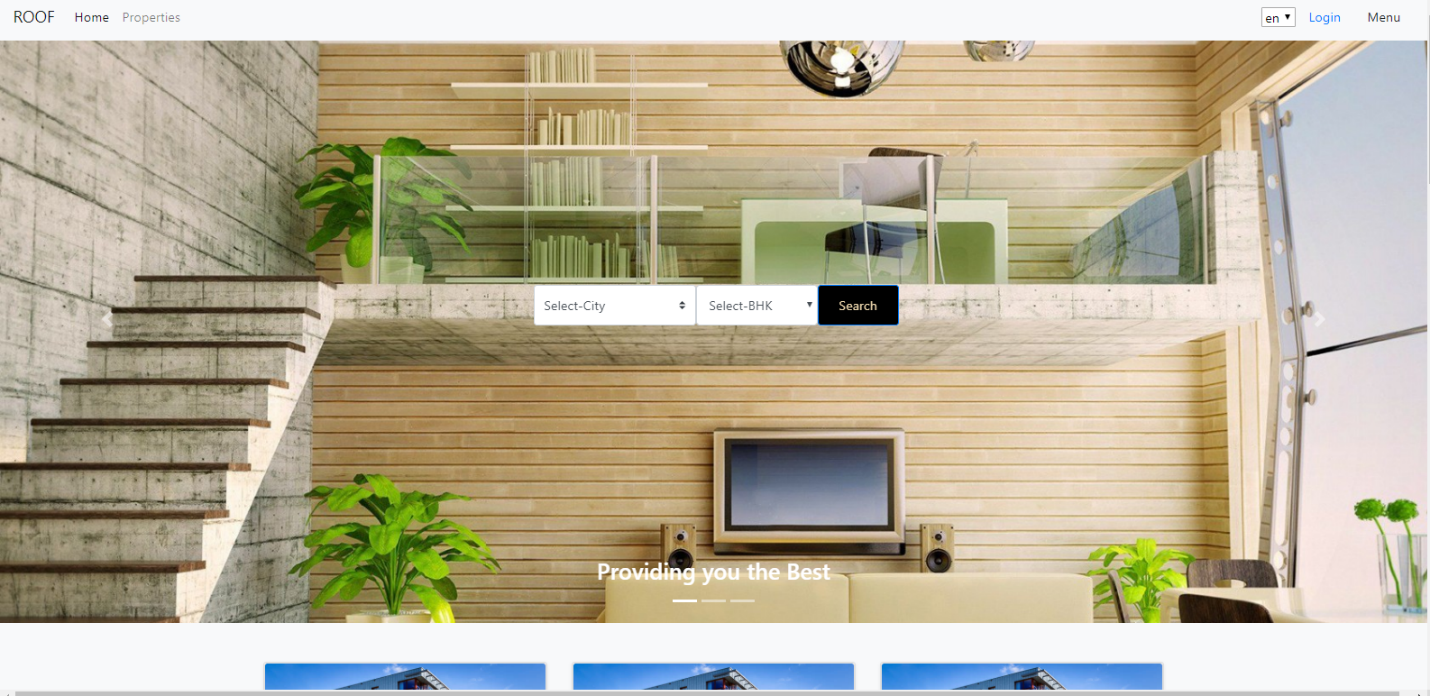 ROOF Home Properties en Login Menu
Select-City Select-BHK Search
Providing you the Best